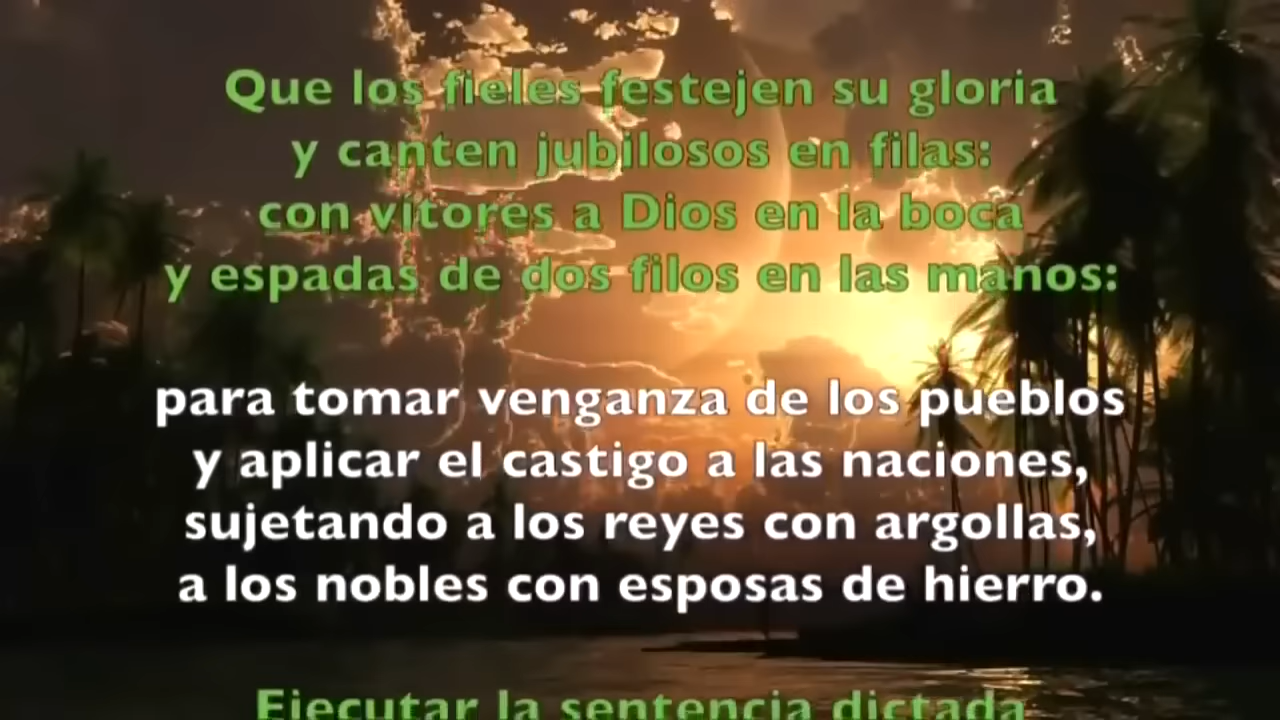 Que los fieles festejen su gloria
y canten jubilosos en filas:
con vítores a Dios en la boca
y espadas de dos filos en las manos:
para tomar venganza de los pueblos
y aplicar el castigo a las naciones,
sujetando a los reyes con argollas,
a los nobles con esposas de hierro.
Ejecutar la sentencia dictada